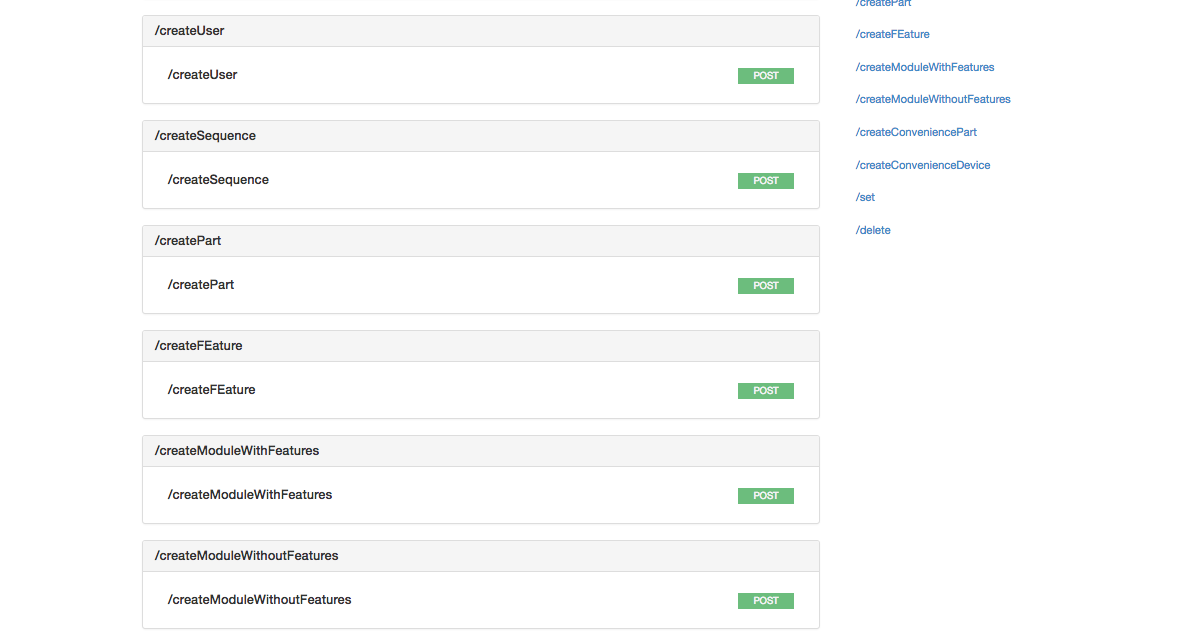 /createUser
/createUser POST
/createSequence
/createSequence POST
/createPart
/createPart POST
/createFEature
/createFEature POST
/createModuleWithFeatures
/createModuleWithFeatures POST
/createModuleWithoutFeatures
/createModuleWithoutFeatures POST
/createPart
/createFEature
/createModuleWithFeatures
/createModuleWithoutFeatures
/createConveniencePart
/createConvenienceDevice
/set
/delete